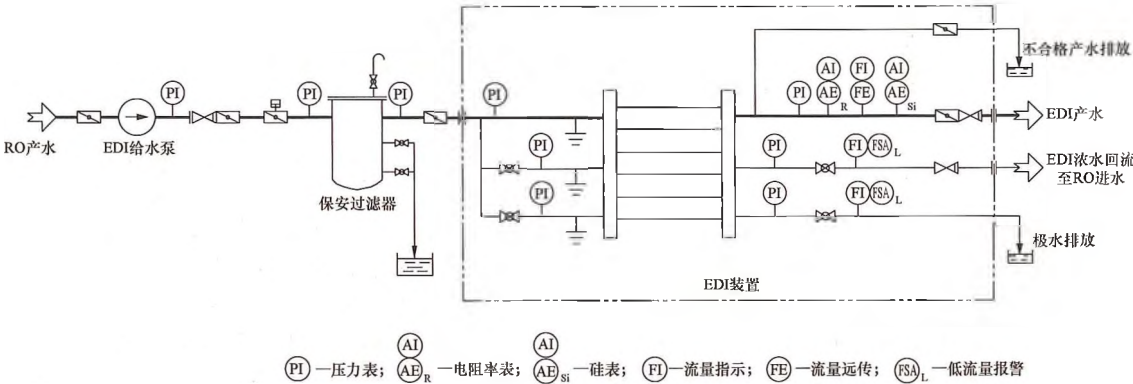 不合格产水排放
AI FI AI
PI PI PI PI PI AE R FE AE Si
RO产水 EDI给水泵 EDI产水
PI PI FI FSA L EDI浓水回流
至RO进水
保安过滤器
PI PI FI FSA L
极水排放
EDI装置
AI AI
PI —压力表； AE R —电阻率表； AE Si —硅表； FI —流量指示； FE —流量远传； FSA L —低流量报警